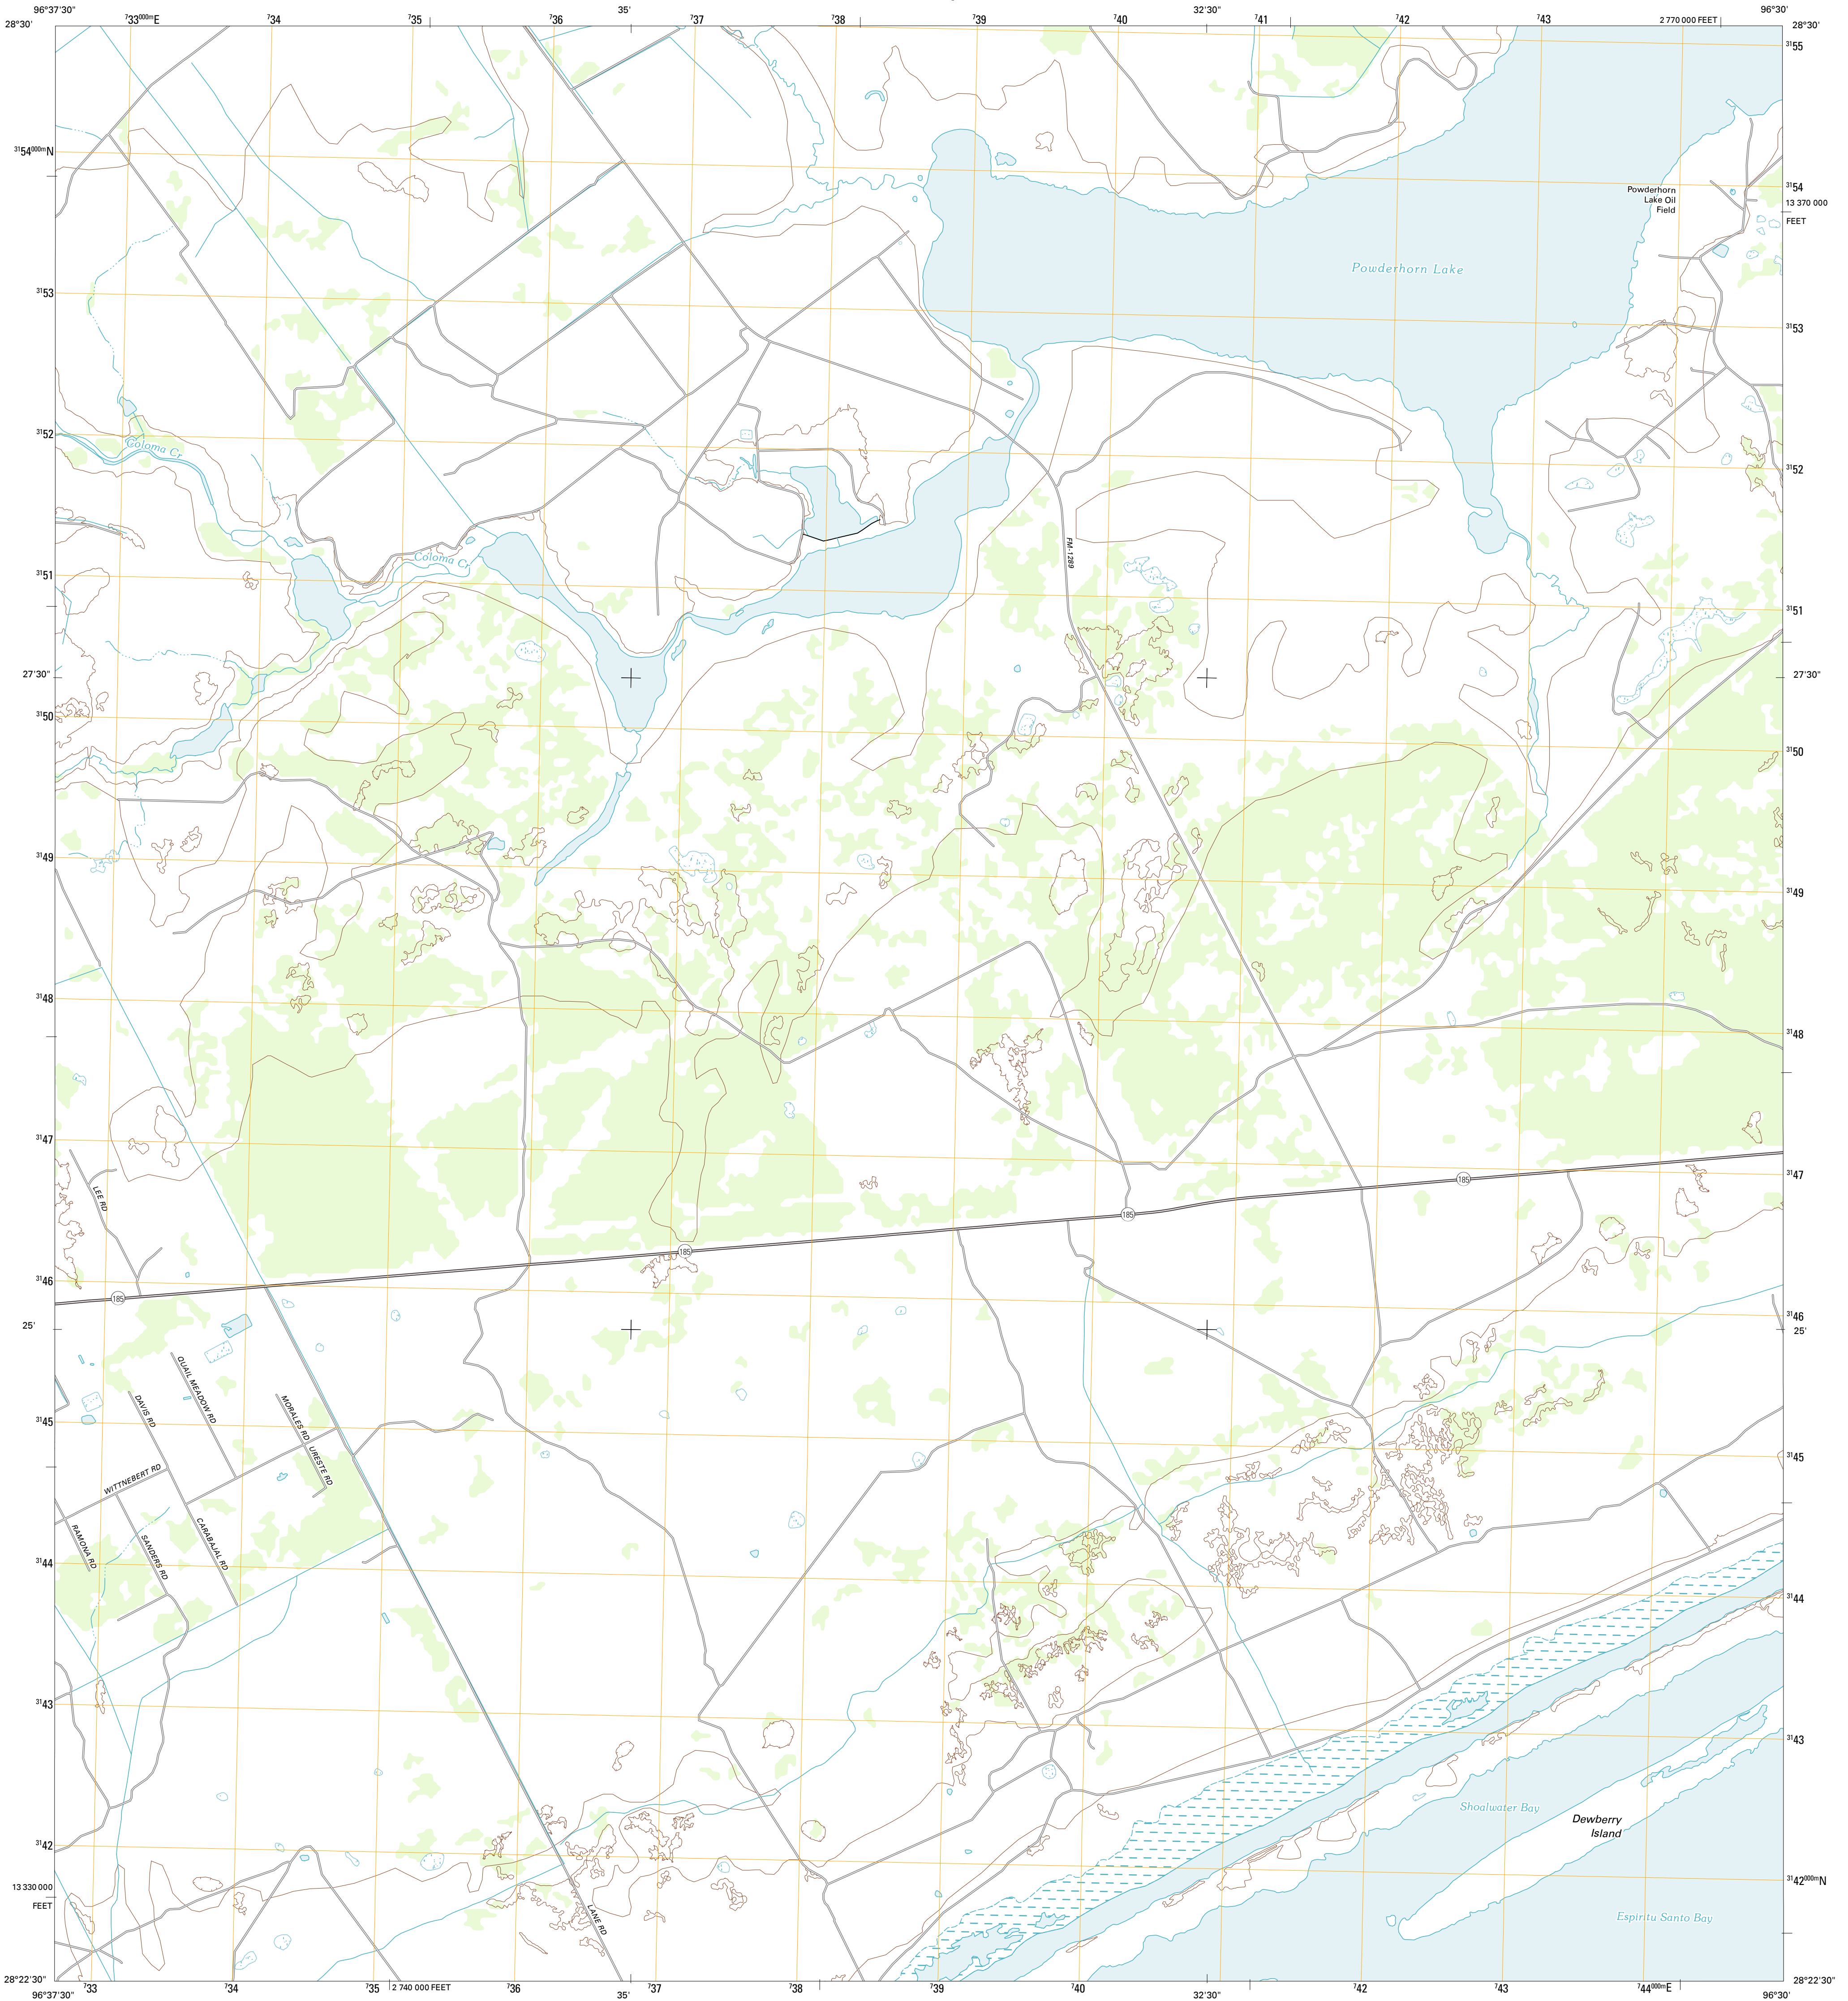 96°37'30" 35' 32'30" 96°30'
⁷33⁰⁰⁰ᵐE ⁷34 ⁷35 ⁷36 ⁷37 ⁷38 ⁷39 ⁷40 ⁷41 ⁷42 ⁷43 2 770 000 FEET
28°30' 28°30'
³¹55
³¹54⁰⁰⁰ᵐN
³¹54
Powderhorn
Lake Oil
Field
13 370 000
FEET
Powderhorn Lake
³¹53
³¹53
³¹52
Coloma Cr
³¹52
FM-1289
Coloma Cr
³¹51
³¹51
27'30" 27'30"
³¹50
³¹50
³¹49
³¹49
³¹48
³¹48
³¹47
³¹47
185
LEE RD
185
185
³¹46
185
³¹46
25' 25'
QUAIL MEADOW RD
DAVIS RD
MORALES RD
³¹45
URESTE RD
³¹45
WITTNEBERT RD
RAMONA RD
SANDERS RD
CARABAJAL RD
³¹44
³¹44
³¹43
³¹43
Shoalwater Bay
Dewberry
Island
³¹42
³¹42⁰⁰⁰ᵐN
13 330 000
FEET
LANE RD
Espiritu Santo Bay
28°22'30" 28°22'30"
⁷33 ⁷34 ⁷35 2 740 000 FEET ⁷36 ⁷37 ⁷38 ⁷39 ⁷40 ⁷42 ⁷43 ⁷44⁰⁰⁰ᵐE
96°37'30" 35' 32'30" 96°30'